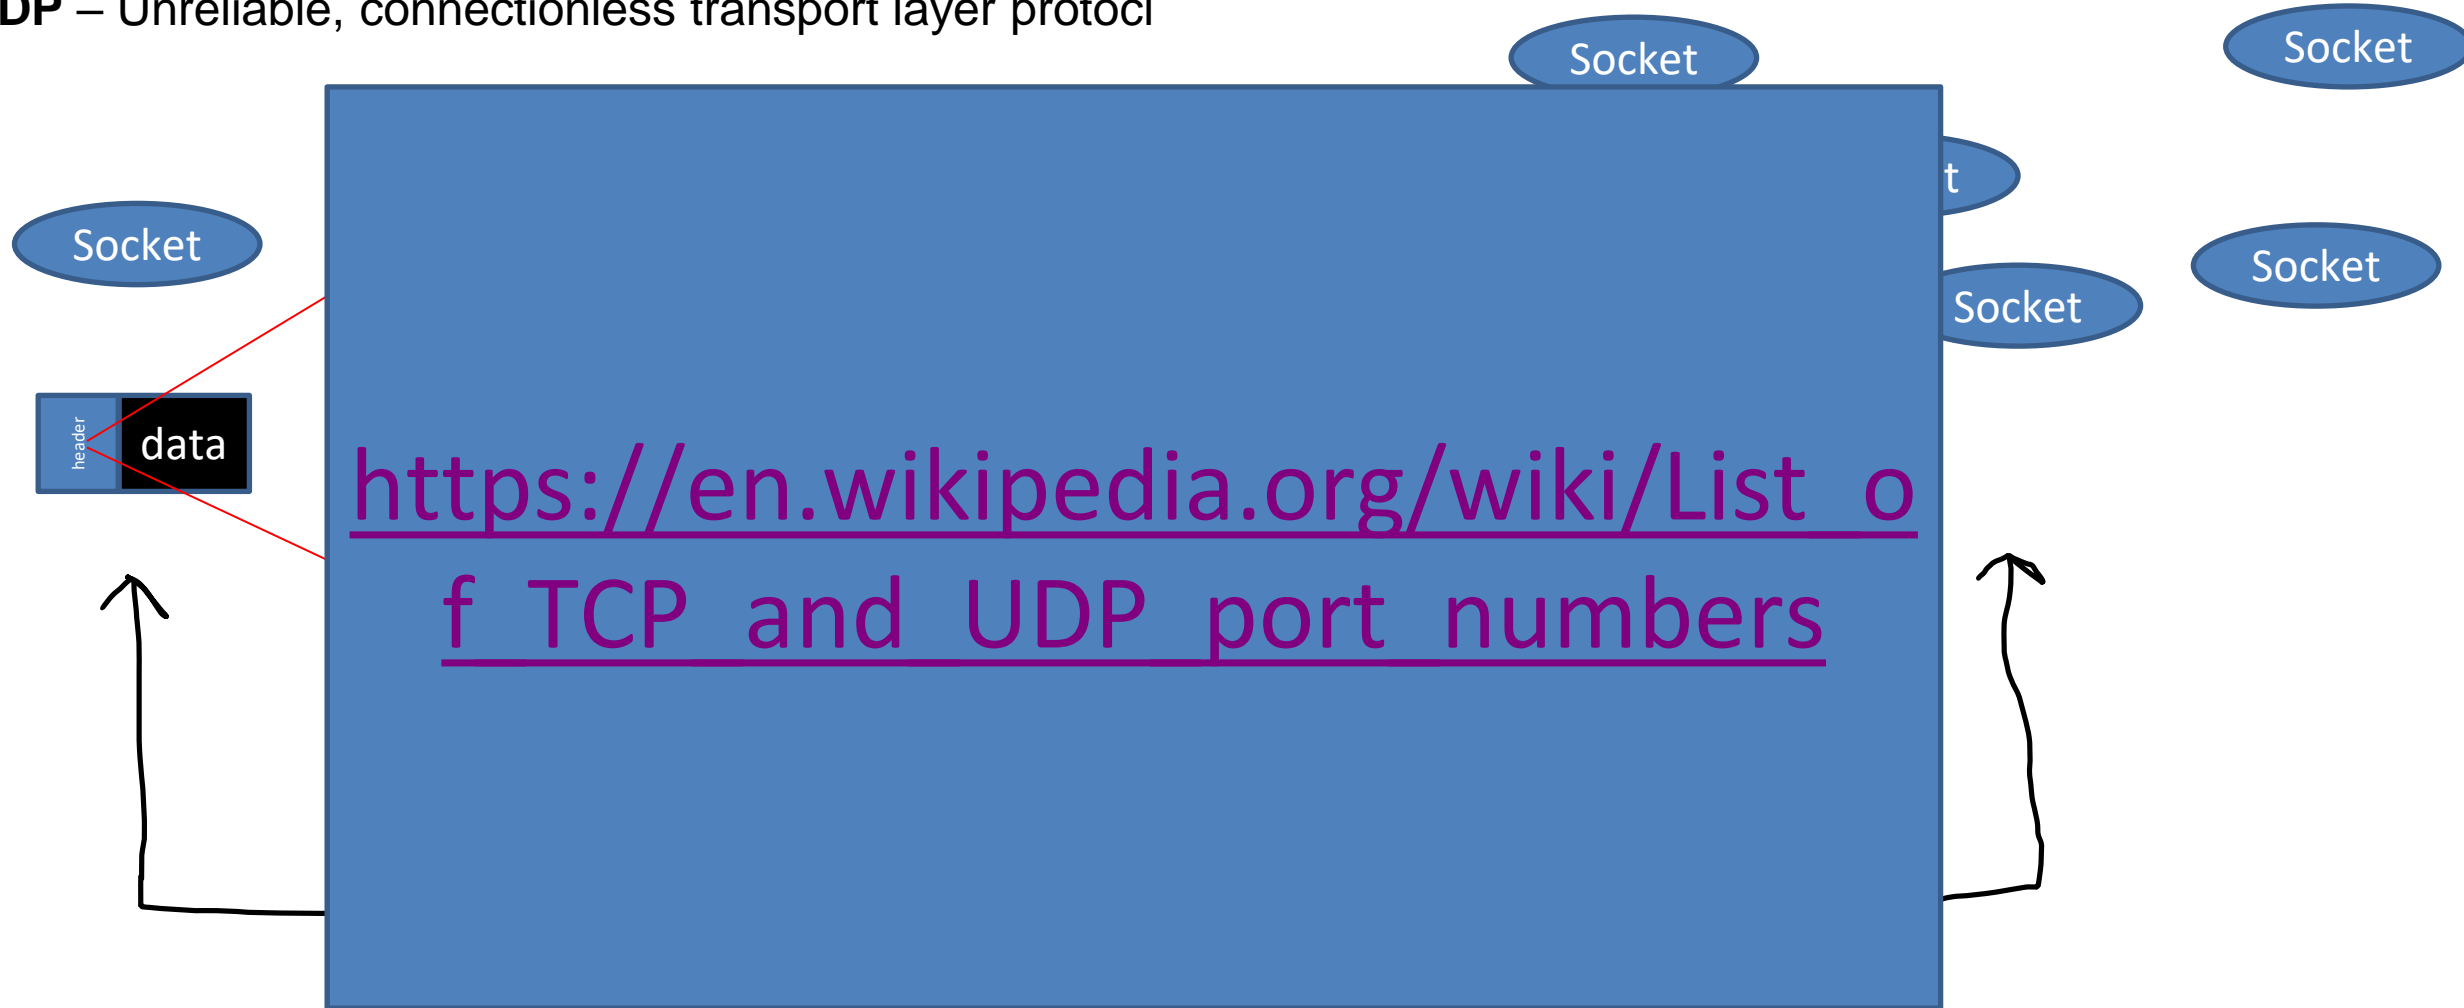 DP – Unreliable, connectionless transport layer protocl
Socket
Socket
t
Socket
Socket
Socket
header
data
https://en.wikipedia.org/wiki/List_o
f_TCP_and_UDP_port_numbers